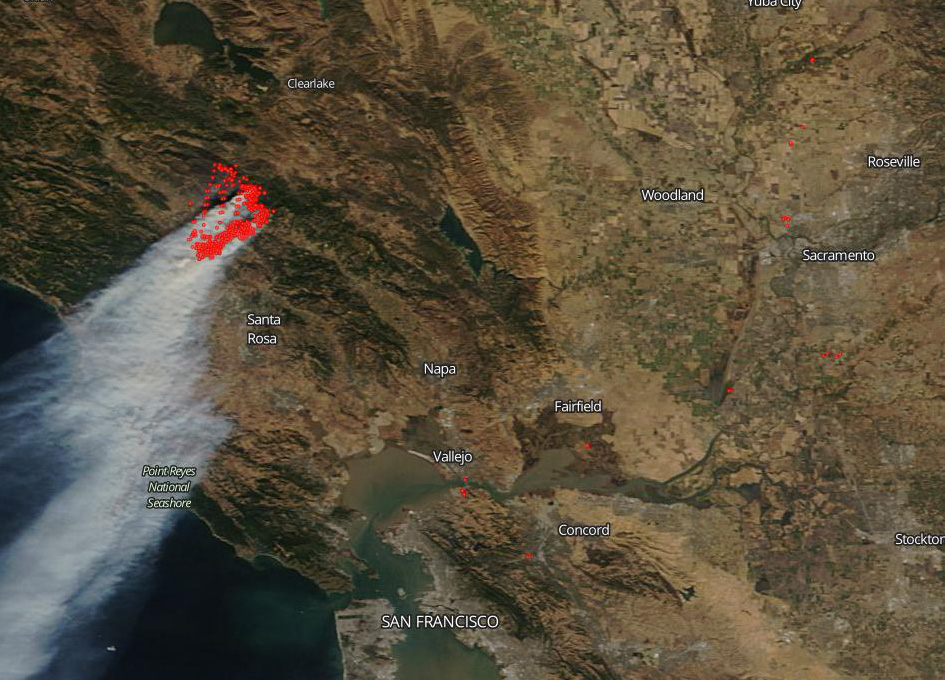 Yuba City
Clearlake
Roseville
Woodland
Sacramento
Santa
Rosa
Napa
Fairfield
Vallejo
Point Reyes
National
Seashore
Concord
Stockton
SAN FRANCISCO